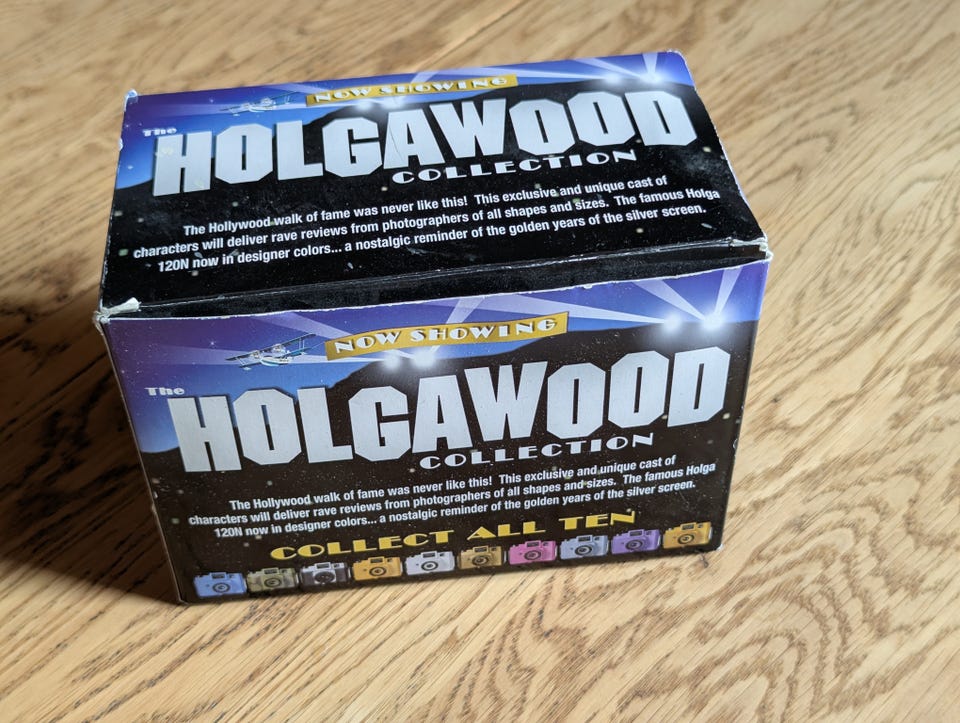 NOW SHOWING
The
HOLGAWOOD
COLLECTION
The Hollywood walk of fame was never like this! This exclusive and unique cast of
characters will deliver rave reviews from photographers of all shapes and sizes. The famous Holga
120N now in designer colors... a nostalgic reminder of the golden years of the silver screen.
NOW SHOWING
The
HOLGAWOOD
COLLECTION
The Hollywood walk of fame was never like this! This exclusive and unique cast of
characters will deliver rave reviews from photographers of all shapes and sizes. The famous Holga
120N now in designer colors... a nostalgic reminder of the golden years of the silver screen.
COLLECT ALL TEN